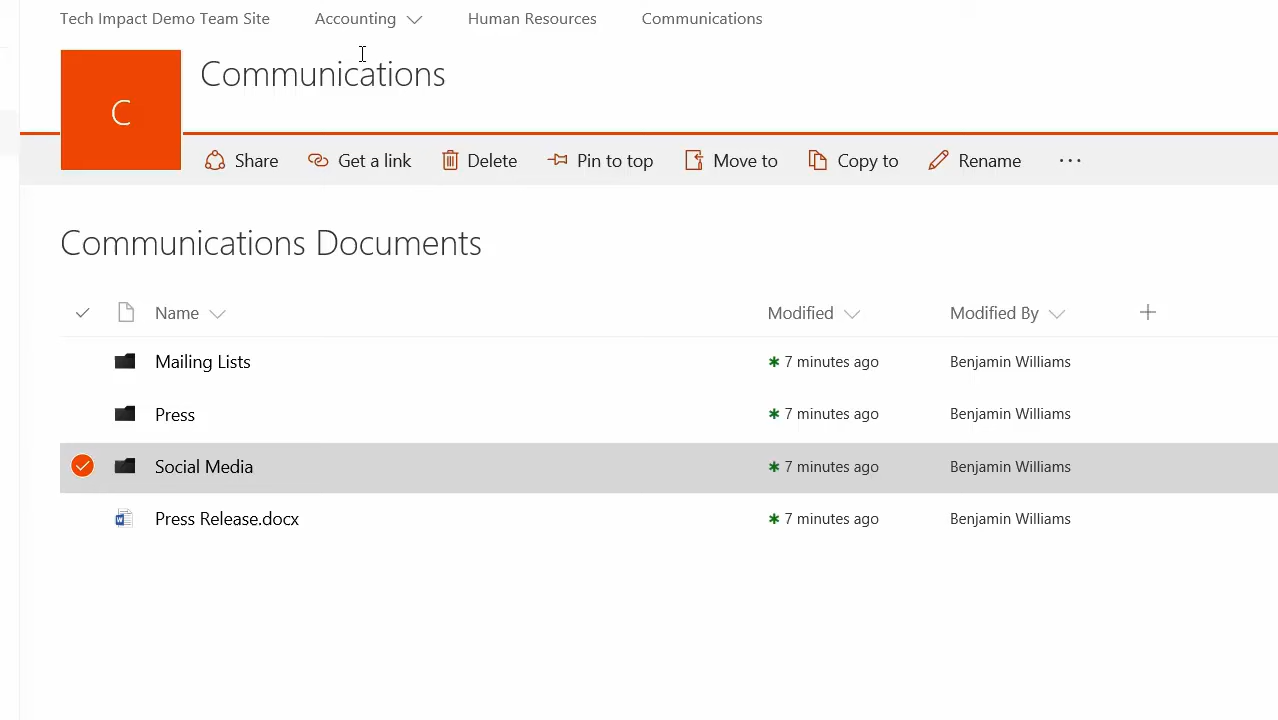 Tech Impact Demo Team Site Accounting Human Resources Communications
C
Communications
Share Get a link Delete Pin to top Move to Copy to Rename ...
Communications Documents
Name Modified Modified By
Mailing Lists 7 minutes ago Benjamin Williams
Press 7 minutes ago Benjamin Williams
Social Media 7 minutes ago Benjamin Williams
Press Release.docx 7 minutes ago Benjamin Williams